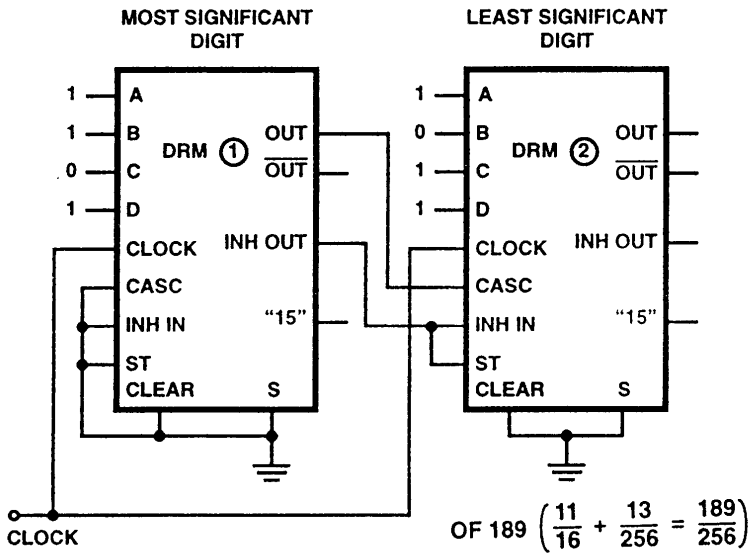 MOST SIGNIFICANT
DIGIT
LEAST SIGNIFICANT
DIGIT
1 A
1 B
0 C
1 D
DRM 1
OUT
OUT
CLOCK
INH OUT
CASC
INH IN
"15"
ST
CLEAR S
1 A
0 B
1 C
1 D
DRM 2
OUT
OUT
CLOCK
INH OUT
CASC
INH IN
"15"
ST
CLEAR S
CLOCK
OF 189 (11/16 + 13/256 = 189/256)